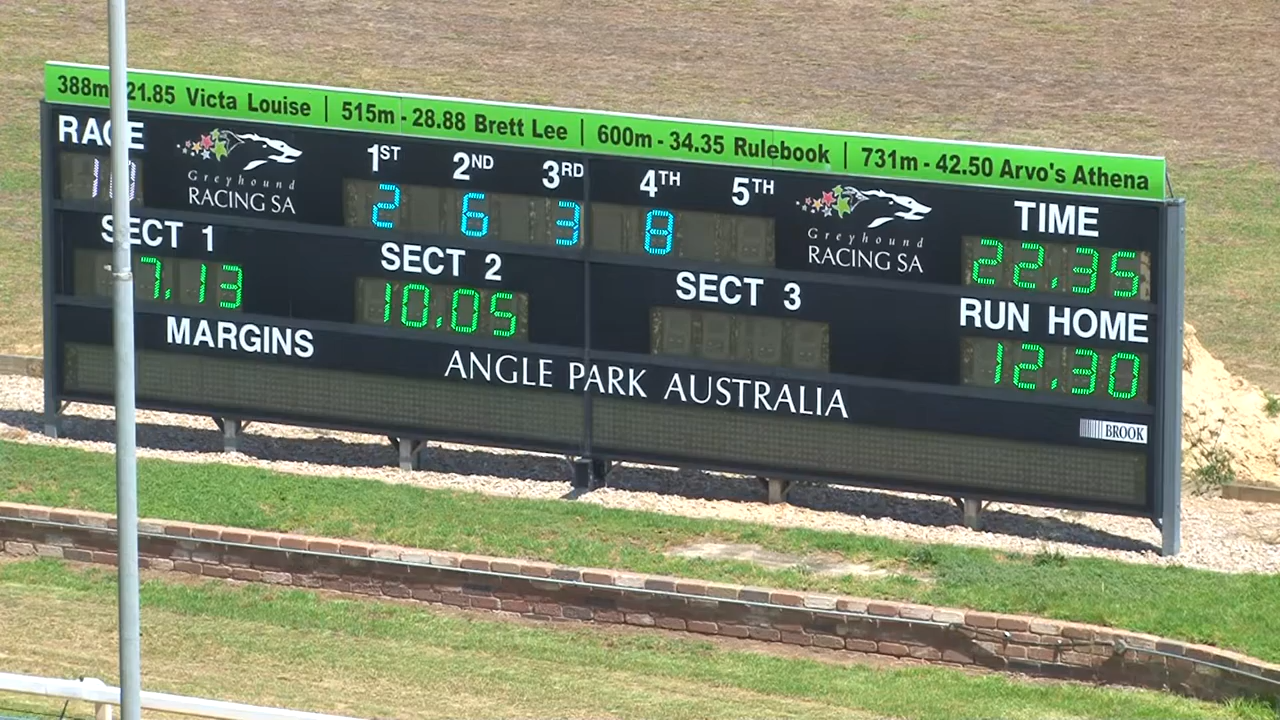 388m 21.85 Victa Louise | 515m - 28.88 Brett Lee | 600m - 34.35 Rulebook | 731m - 42.50 Arvo's Athena
RACE
10
Greyhound
RACING SA
1ST 2ND 3RD 4TH 5TH
2 6 3 8
Greyhound
RACING SA
TIME
22.35
SECT 1
7.13
SECT 2
10.05
SECT 3
RUN HOME
12.30
MARGINS
ANGLE PARK AUSTRALIA
BROOK